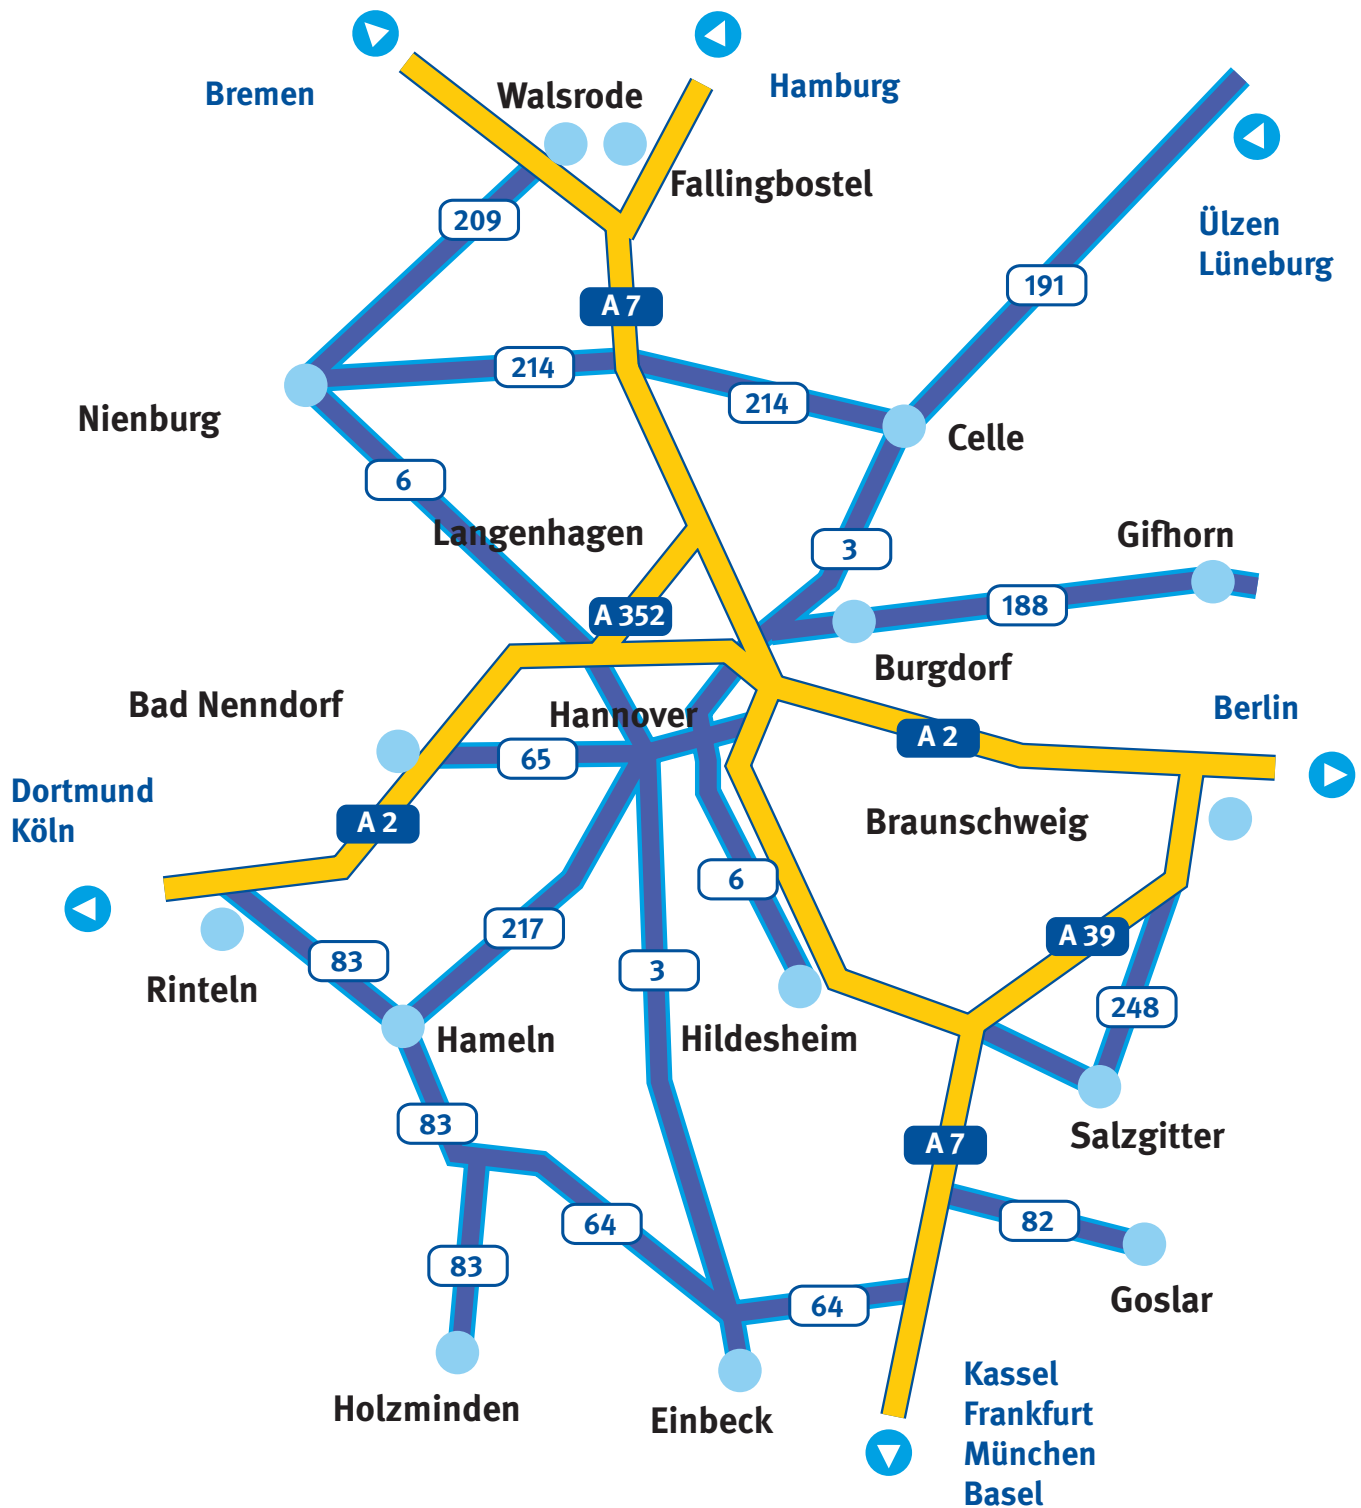 Bremen
Walsrode
Hamburg
Fallingbostel
209
Ülzen
Lüneburg
191
A 7
214
214
Nienburg
Celle
6
Langenhagen
3
Gifhorn
188
A 352
Burgdorf
Bad Nenndorf
Hannover
Berlin
A 2
65
Dortmund
Köln
A 2
Braunschweig
6
217
A 39
83
3
Rinteln
248
Hameln
Hildesheim
83
Salzgitter
A 7
64
82
83
64
Goslar
Holzminden
Einbeck
Kassel
Frankfurt
München
Basel